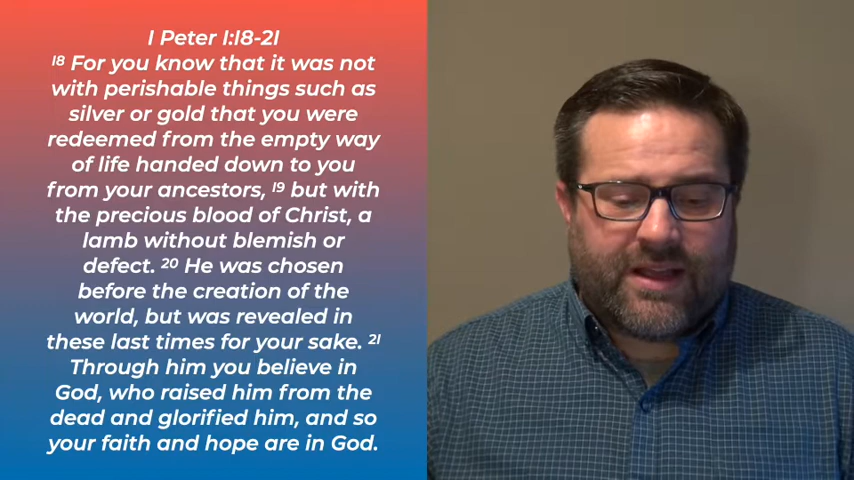 1 Peter 1:18-21
18 For you know that it was not
with perishable things such as
silver or gold that you were
redeemed from the empty way
of life handed down to you
from your ancestors, 19 but with
the precious blood of Christ, a
lamb without blemish or
defect. 20 He was chosen
before the creation of the
world, but was revealed in
these last times for your sake. 21
Through him you believe in
God, who raised him from the
dead and glorified him, and so
your faith and hope are in God.